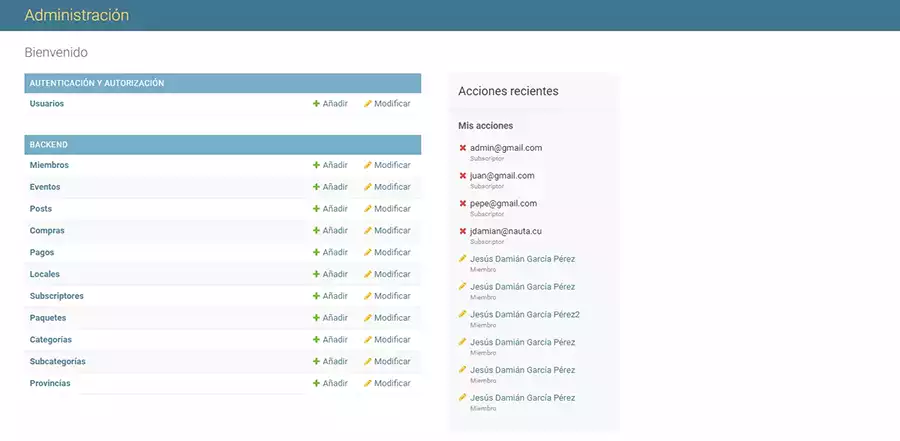 Administración
Bienvenido
AUTENTICACIÓN Y AUTORIZACIÓN
Usuarios Añadir Modificar
BACKEND
Miembros Añadir Modificar
Eventos Añadir Modificar
Posts Añadir Modificar
Compras Añadir Modificar
Pagos Añadir Modificar
Locales Añadir Modificar
Subscriptores Añadir Modificar
Paquetes Añadir Modificar
Categorías Añadir Modificar
Subcategorías Añadir Modificar
Provincias Añadir Modificar
Acciones recientes
Mis acciones
admin@gmail.com
Subscriptor
juan@gmail.com
Subscriptor
pepe@gmail.com
Subscriptor
jdamian@nauta.cu
Subscriptor
Jesús Damián García Pérez
Miembro
Jesús Damián García Pérez
Miembro
Jesús Damián García Pérez2
Miembro
Jesús Damián García Pérez
Miembro
Jesús Damián García Pérez
Miembro
Jesús Damián García Pérez
Miembro